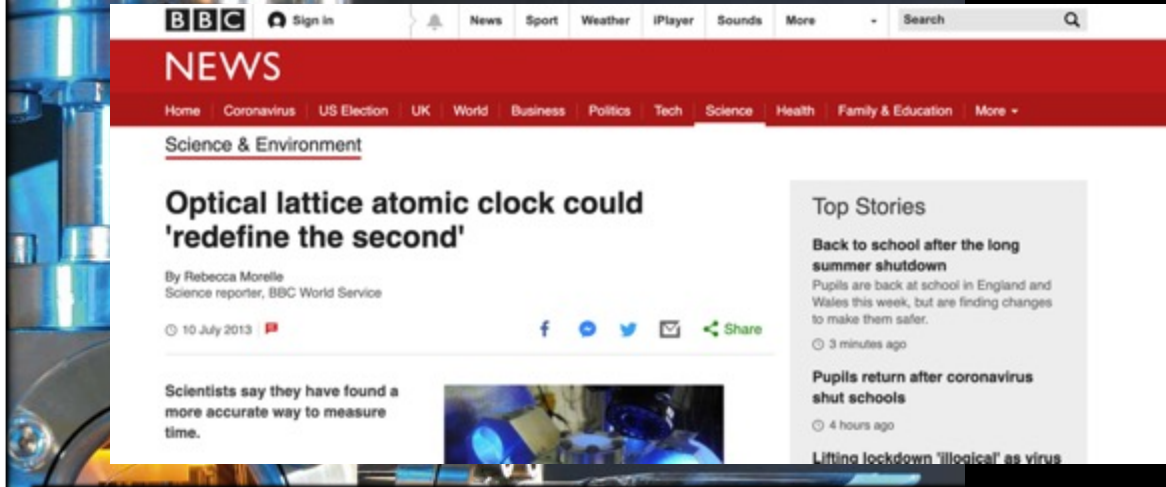 BBC Sign in News Sport Weather iPlayer Sounds More Search
NEWS
Home Coronavirus US Election UK World Business Politics Tech Science Health Family & Education More
Science & Environment
Optical lattice atomic clock could
'redefine the second'
By Rebecca Morelle
Science reporter, BBC World Service
10 July 2013
Share
Scientists say they have found a
more accurate way to measure
time.
Top Stories
Back to school after the long
summer shutdown
Pupils are back at school in England and
Wales this week, but are finding changes
to make them safer.
3 minutes ago
Pupils return after coronavirus
shut schools
4 hours ago
Lifting lockdown 'illogical' as virus